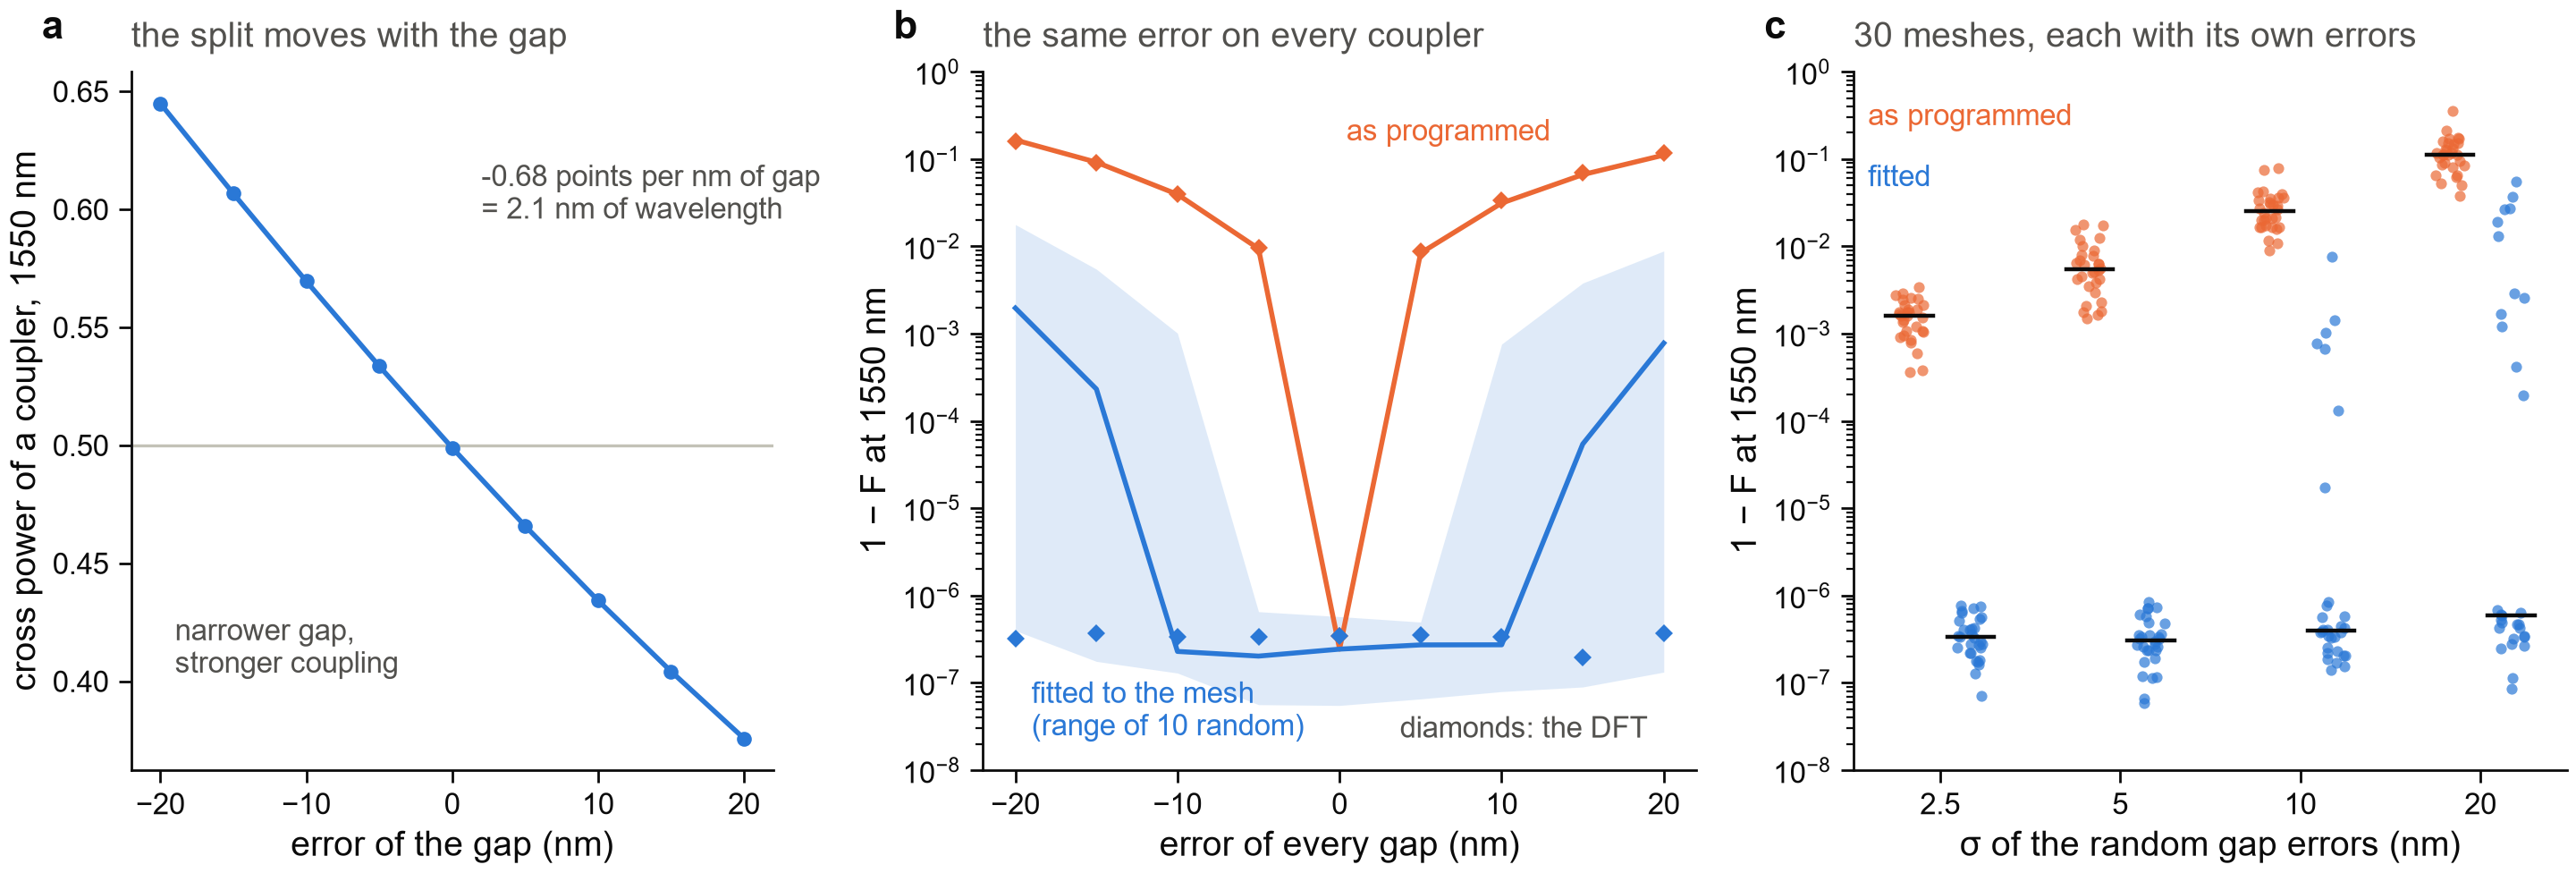 a
the split moves with the gap
cross power of a coupler, 1550 nm
0.65
0.60
0.55
0.50
0.45
0.40
-0.68 points per nm of gap
= 2.1 nm of wavelength
narrower gap,
stronger coupling
−20
−10
0
10
20
error of the gap (nm)
b
the same error on every coupler
1 − F at 1550 nm
10⁰
10⁻¹
10⁻²
10⁻³
10⁻⁴
10⁻⁵
10⁻⁶
10⁻⁷
10⁻⁸
as programmed
fitted to the mesh
(range of 10 random)
diamonds: the DFT
−20
−10
0
10
20
error of every gap (nm)
c
30 meshes, each with its own errors
1 − F at 1550 nm
10⁰
10⁻¹
10⁻²
10⁻³
10⁻⁴
10⁻⁵
10⁻⁶
10⁻⁷
10⁻⁸
as programmed
fitted
2.5
5
10
20
σ of the random gap errors (nm)